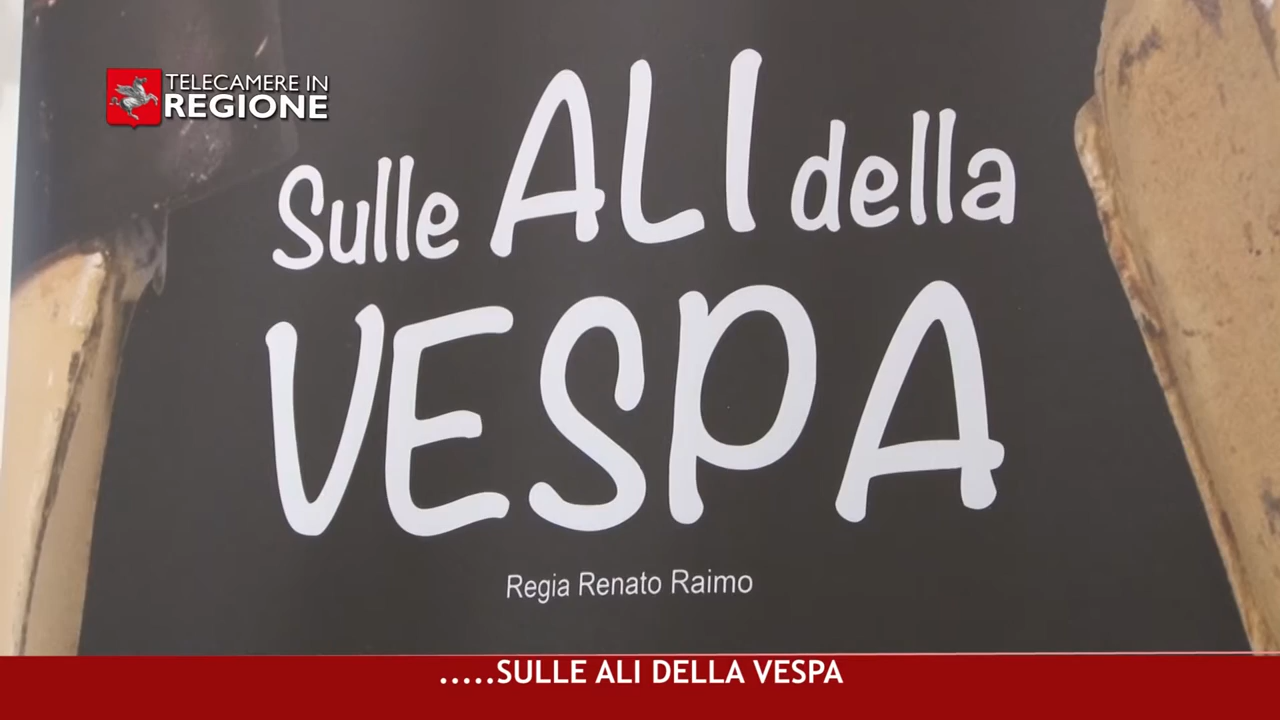 TELECAMERE IN
REGIONE
Sulle ALI della
VESPA
Regia Renato Raimo
.....SULLE ALI DELLA VESPA